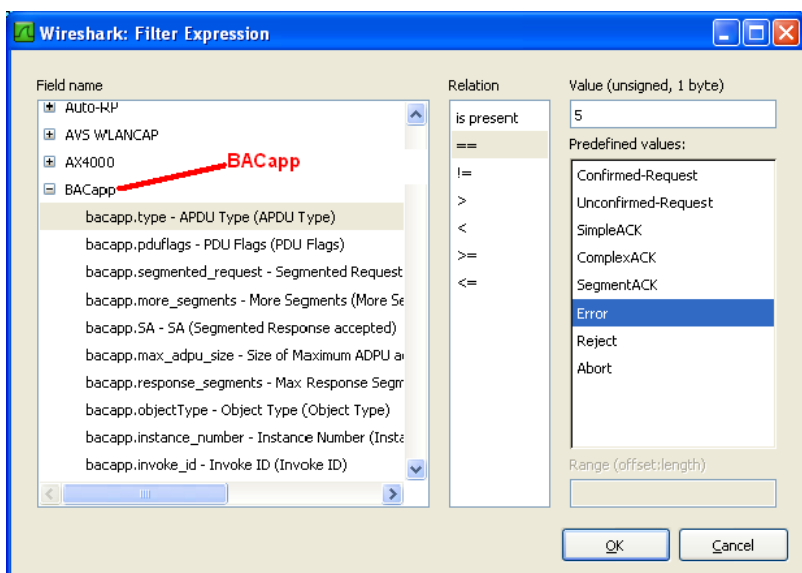 Wireshark: Filter Expression
Field name
Auto-RP
AVS WLANCAP
AX4000
BACapp
BACapp
bacapp.type - APDU Type (APDU Type)
bacapp.pduflags - PDU Flags (PDU Flags)
bacapp.segmented_request - Segmented Request
bacapp.more_segments - More Segments (More Se
bacapp.SA - SA (Segmented Response accepted)
bacapp.max_adpu_size - Size of Maximum ADPU a
bacapp.response_segments - Max Response Segm
bacapp.objectType - Object Type (Object Type)
bacapp.instance_number - Instance Number (Insta
bacapp.invoke_id - Invoke ID (Invoke ID)
Relation
is present
==
!=
>
<
>=
<=
Value (unsigned, 1 byte)
5
Predefined values:
Confirmed-Request
Unconfirmed-Request
SimpleACK
ComplexACK
SegmentACK
Error
Reject
Abort
Range (offset:length)
OK
Cancel